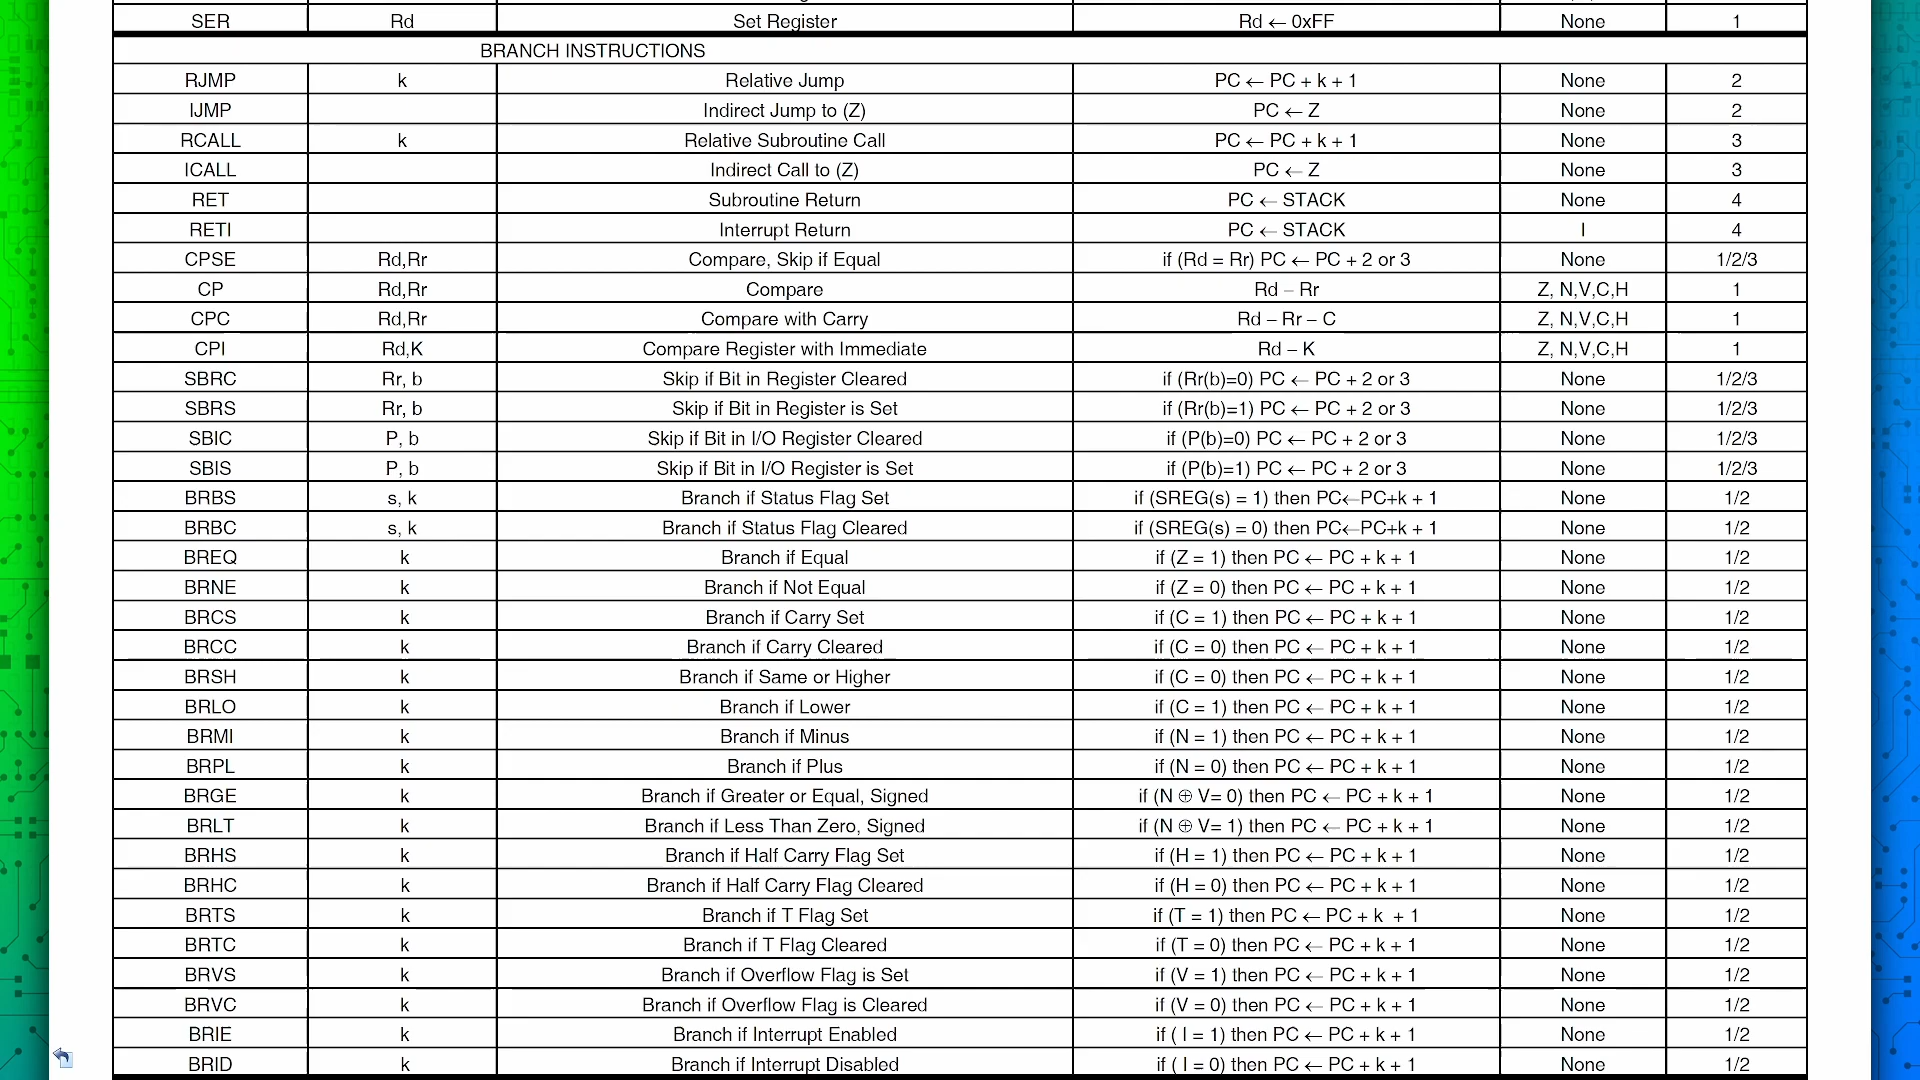 SER Rd Set Register Rd ← 0xFF None 1
BRANCH INSTRUCTIONS
RJMP k Relative Jump PC ← PC + k + 1 None 2
IJMP Indirect Jump to (Z) PC ← Z None 2
RCALL k Relative Subroutine Call PC ← PC + k + 1 None 3
ICALL Indirect Call to (Z) PC ← Z None 3
RET Subroutine Return PC ← STACK None 4
RETI Interrupt Return PC ← STACK I 4
CPSE Rd,Rr Compare, Skip if Equal if (Rd = Rr) PC ← PC + 2 or 3 None 1/2/3
CP Rd,Rr Compare Rd – Rr Z, N,V,C,H 1
CPC Rd,Rr Compare with Carry Rd – Rr – C Z, N,V,C,H 1
CPI Rd,K Compare Register with Immediate Rd – K Z, N,V,C,H 1
SBRC Rr, b Skip if Bit in Register Cleared if (Rr(b)=0) PC ← PC + 2 or 3 None 1/2/3
SBRS Rr, b Skip if Bit in Register is Set if (Rr(b)=1) PC ← PC + 2 or 3 None 1/2/3
SBIC P, b Skip if Bit in I/O Register Cleared if (P(b)=0) PC ← PC + 2 or 3 None 1/2/3
SBIS P, b Skip if Bit in I/O Register is Set if (P(b)=1) PC ← PC + 2 or 3 None 1/2/3
BRBS s, k Branch if Status Flag Set if (SREG(s) = 1) then PC←PC+k + 1 None 1/2
BRBC s, k Branch if Status Flag Cleared if (SREG(s) = 0) then PC←PC+k + 1 None 1/2
BREQ k Branch if Equal if (Z = 1) then PC ← PC + k + 1 None 1/2
BRNE k Branch if Not Equal if (Z = 0) then PC ← PC + k + 1 None 1/2
BRCS k Branch if Carry Set if (C = 1) then PC ← PC + k + 1 None 1/2
BRCC k Branch if Carry Cleared if (C = 0) then PC ← PC + k + 1 None 1/2
BRSH k Branch if Same or Higher if (C = 0) then PC ← PC + k + 1 None 1/2
BRLO k Branch if Lower if (C = 1) then PC ← PC + k + 1 None 1/2
BRMI k Branch if Minus if (N = 1) then PC ← PC + k + 1 None 1/2
BRPL k Branch if Plus if (N = 0) then PC ← PC + k + 1 None 1/2
BRGE k Branch if Greater or Equal, Signed if (N ⊕ V= 0) then PC ← PC + k + 1 None 1/2
BRLT k Branch if Less Than Zero, Signed if (N ⊕ V= 1) then PC ← PC + k + 1 None 1/2
BRHS k Branch if Half Carry Flag Set if (H = 1) then PC ← PC + k + 1 None 1/2
BRHC k Branch if Half Carry Flag Cleared if (H = 0) then PC ← PC + k + 1 None 1/2
BRTS k Branch if T Flag Set if (T = 1) then PC ← PC + k + 1 None 1/2
BRTC k Branch if T Flag Cleared if (T = 0) then PC ← PC + k + 1 None 1/2
BRVS k Branch if Overflow Flag is Set if (V = 1) then PC ← PC + k + 1 None 1/2
BRVC k Branch if Overflow Flag is Cleared if (V = 0) then PC ← PC + k + 1 None 1/2
BRIE k Branch if Interrupt Enabled if ( I = 1) then PC ← PC + k + 1 None 1/2
BRID k Branch if Interrupt Disabled if ( I = 0) then PC ← PC + k + 1 None 1/2